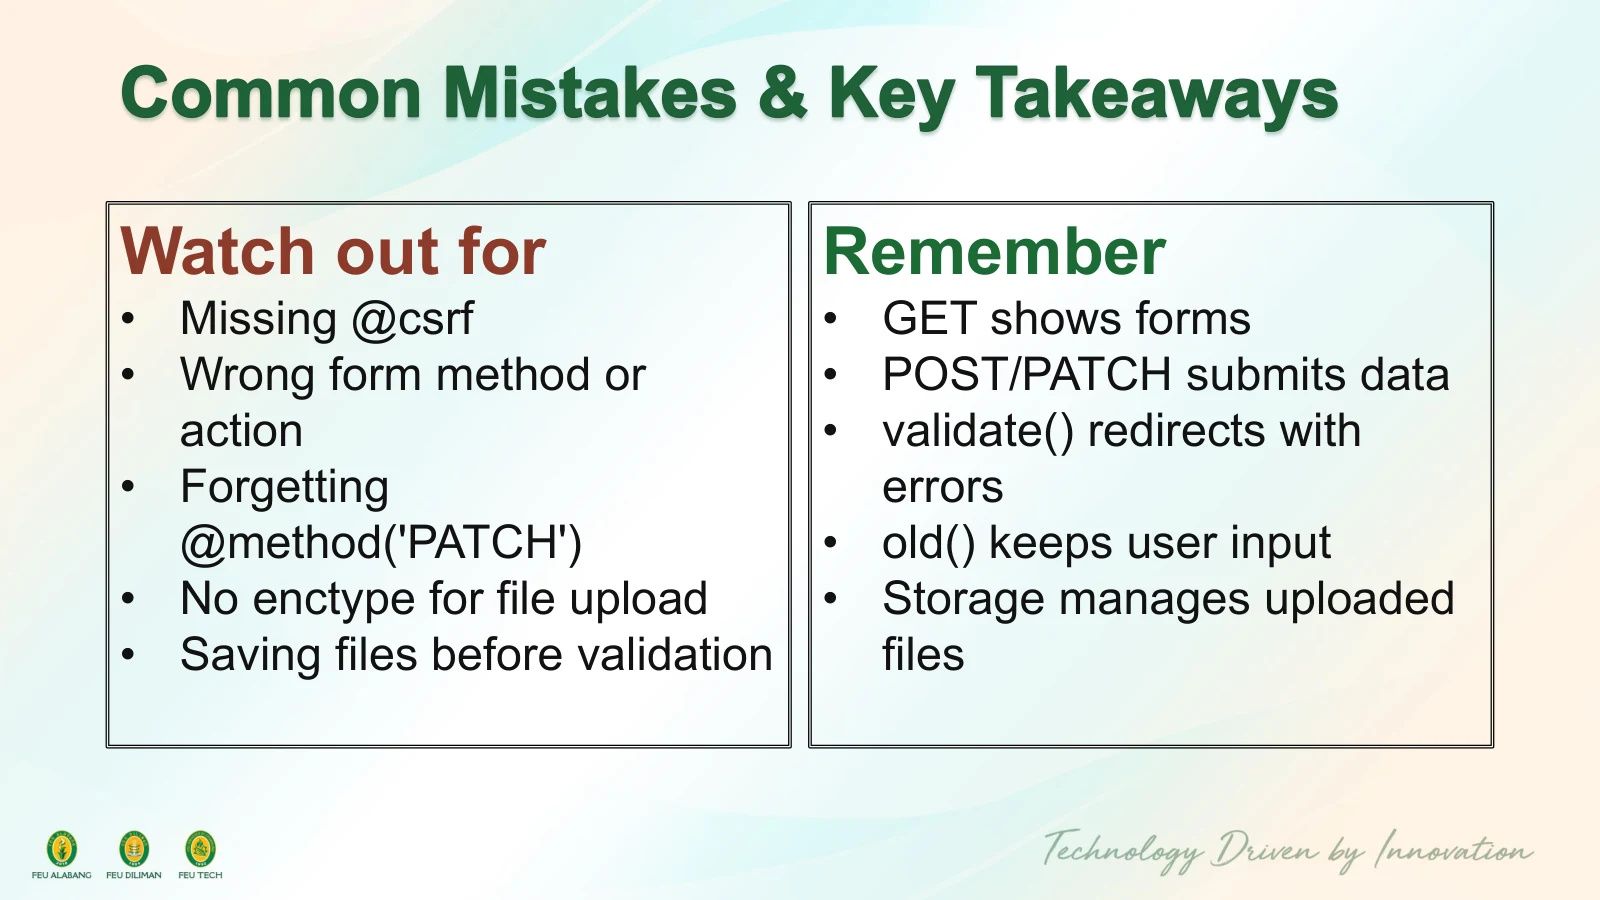 Common Mistakes & Key Takeaways
Watch out for
• Missing @csrf
• Wrong form method or
action
• Forgetting
@method('PATCH')
• No enctype for file upload
• Saving files before validation
Remember
• GET shows forms
• POST/PATCH submits data
• validate() redirects with
errors
• old() keeps user input
• Storage manages uploaded
files
FEU ALABANG
FEU DILIMAN
FEU TECH
Technology Driven by Innovation